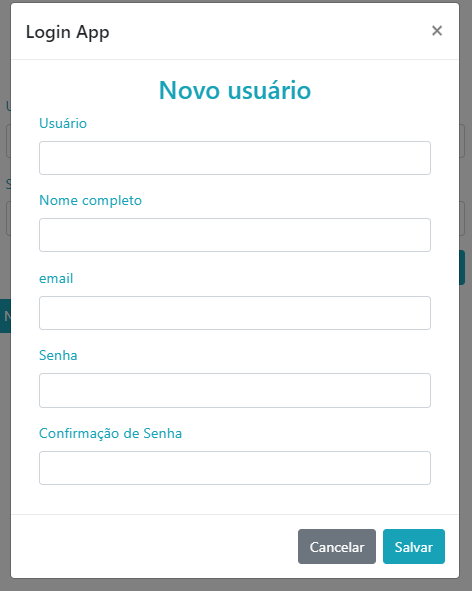 Login App ×
Novo usuário
Usuário
Nome completo
email
Senha
Confirmação de Senha
Cancelar
Salvar